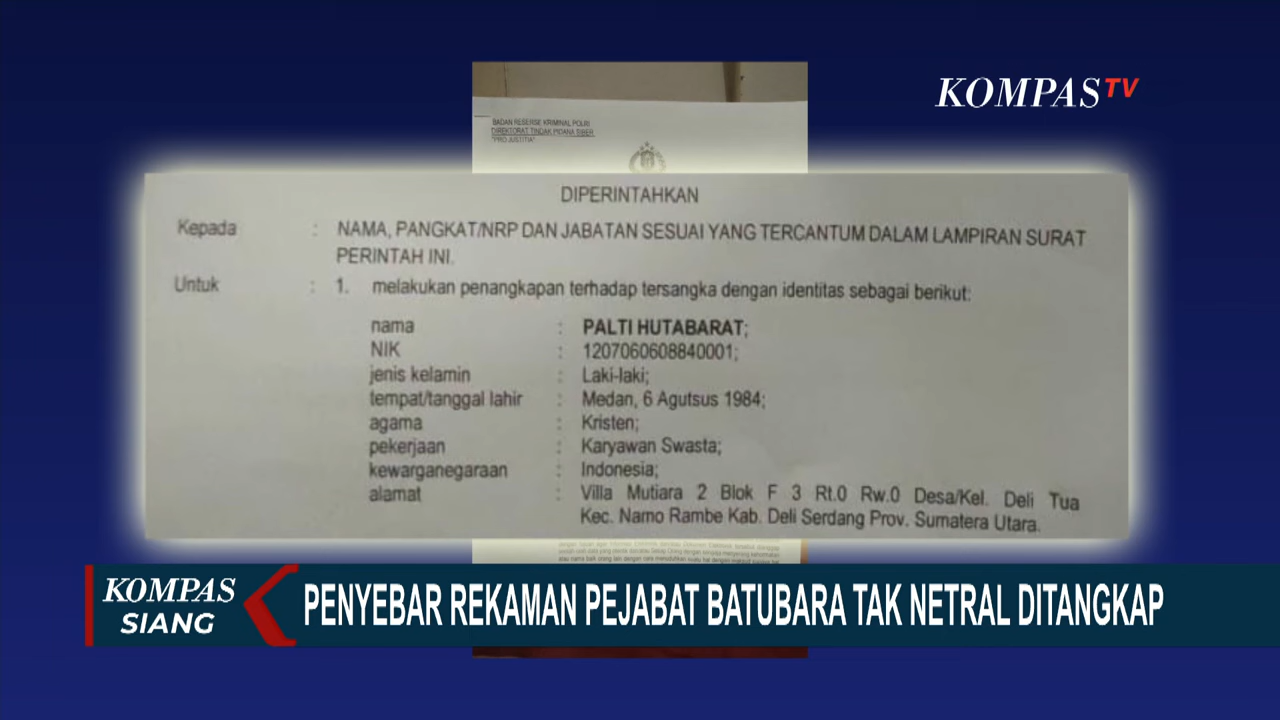 KOMPAS TV
BADAN RESERSE KRIMINAL POLRI
DIREKTORAT TINDAK PIDANA SIBER
"PRO JUSTITIA"
DIPERINTAHKAN
Kepada : NAMA, PANGKAT/NRP DAN JABATAN SESUAI YANG TERCANTUM DALAM LAMPIRAN SURAT
PERINTAH INI.
Untuk : 1. melakukan penangkapan terhadap tersangka dengan identitas sebagai berikut:
nama : PALTI HUTABARAT;
NIK : 1207060608840001;
jenis kelamin : Laki-laki;
tempat/tanggal lahir : Medan, 6 Agutsus 1984;
agama : Kristen;
pekerjaan : Karyawan Swasta;
kewarganegaraan : Indonesia;
alamat : Villa Mutiara 2 Blok F 3 Rt.0 Rw.0 Desa/Kel. Deli Tua
Kec. Namo Rambe Kab. Deli Serdang Prov. Sumatera Utara.
KOMPAS
SIANG
PENYEBAR REKAMAN PEJABAT BATUBARA TAK NETRAL DITANGKAP